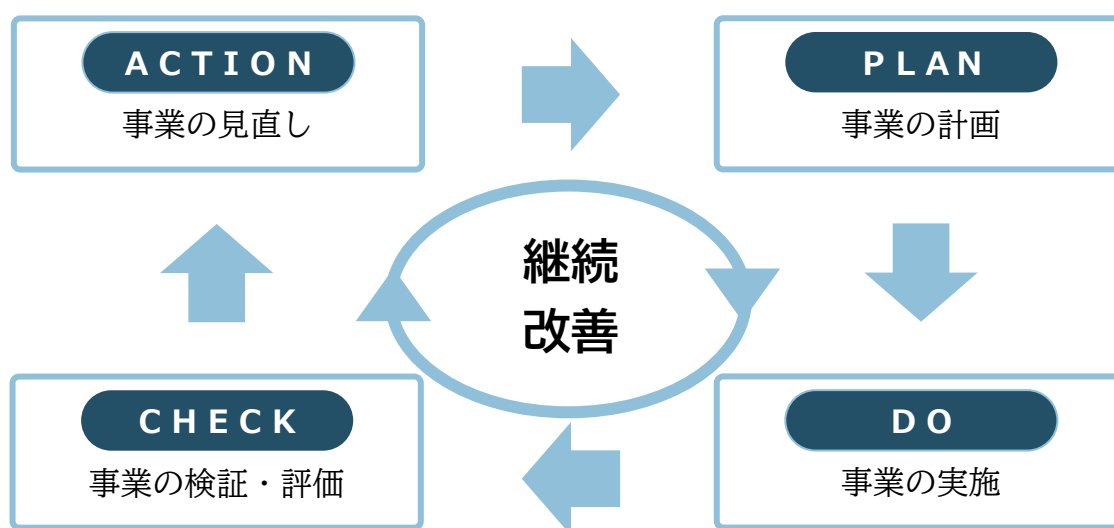 ACTION
事業の見直し
PLAN
事業の計画
継続
改善
CHECK
事業の検証・評価
DO
事業の実施